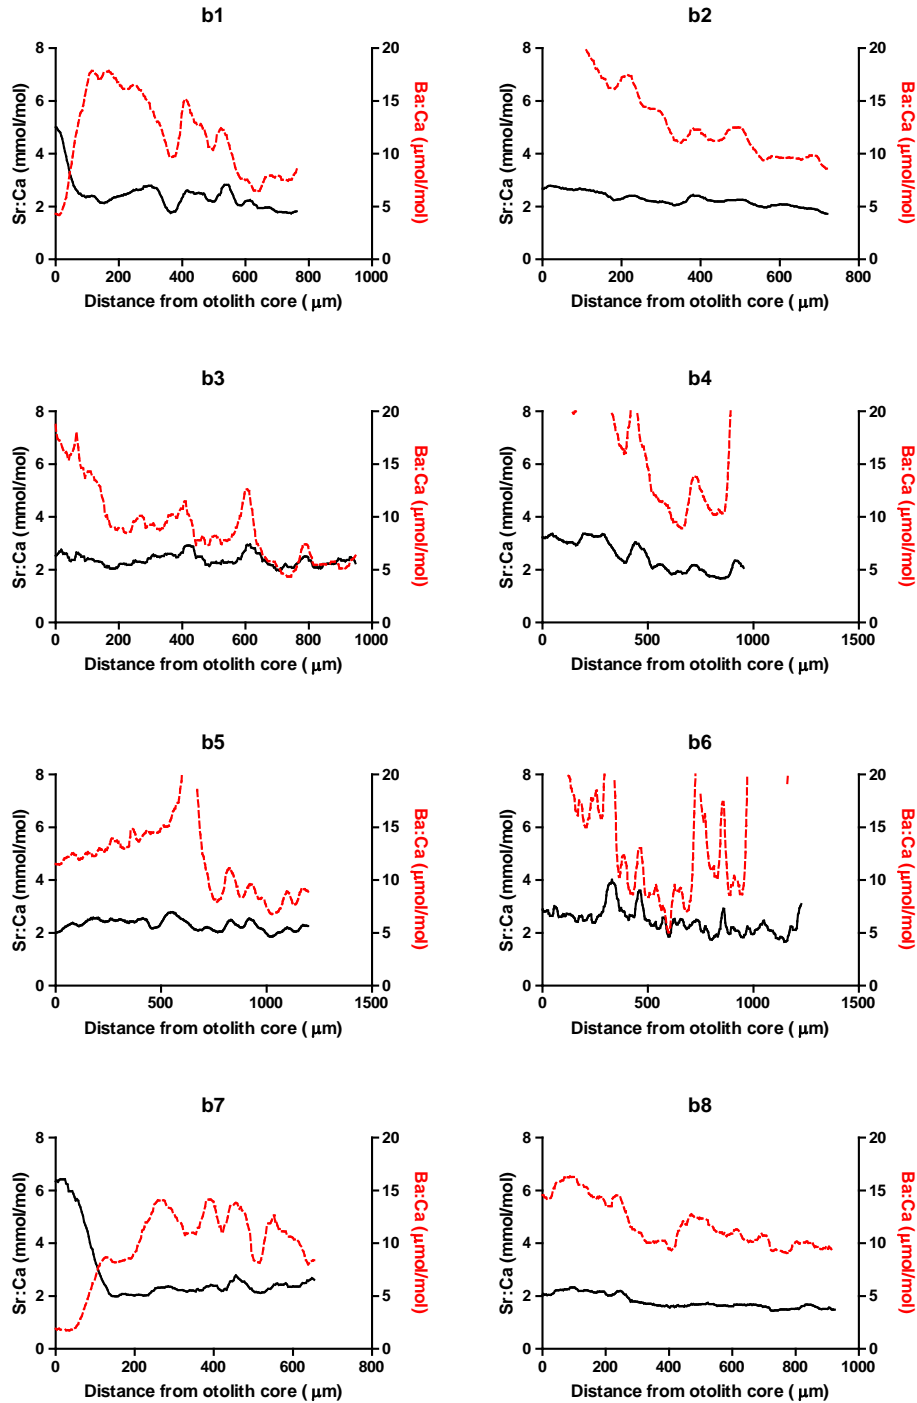 b1
8
6
4
2
0
Sr:Ca (mmol/mol)
20
15
10
5
0
Ba:Ca (μmol/mol)
0 200 400 600 800 1000
Distance from otolith core ( μm)
b2
8
6
4
2
0
Sr:Ca (mmol/mol)
20
15
10
5
0
Ba:Ca (μmol/mol)
0 200 400 600 800
Distance from otolith core ( μm)
b3
8
6
4
2
0
Sr:Ca (mmol/mol)
20
15
10
5
0
Ba:Ca (μmol/mol)
0 200 400 600 800 1000
Distance from otolith core ( μm)
b4
8
6
4
2
0
Sr:Ca (mmol/mol)
20
15
10
5
0
Ba:Ca (μmol/mol)
0 500 1000 1500
Distance from otolith core ( μm)
b5
8
6
4
2
0
Sr:Ca (mmol/mol)
20
15
10
5
0
Ba:Ca (μmol/mol)
0 500 1000 1500
Distance from otolith core ( μm)
b6
8
6
4
2
0
Sr:Ca (mmol/mol)
20
15
10
5
0
Ba:Ca (μmol/mol)
0 500 1000 1500
Distance from otolith core ( μm)
b7
8
6
4
2
0
Sr:Ca (mmol/mol)
20
15
10
5
0
Ba:Ca (μmol/mol)
0 200 400 600 800
Distance from otolith core ( μm)
b8
8
6
4
2
0
Sr:Ca (mmol/mol)
20
15
10
5
0
Ba:Ca (μmol/mol)
0 200 400 600 800 1000
Distance from otolith core ( μm)